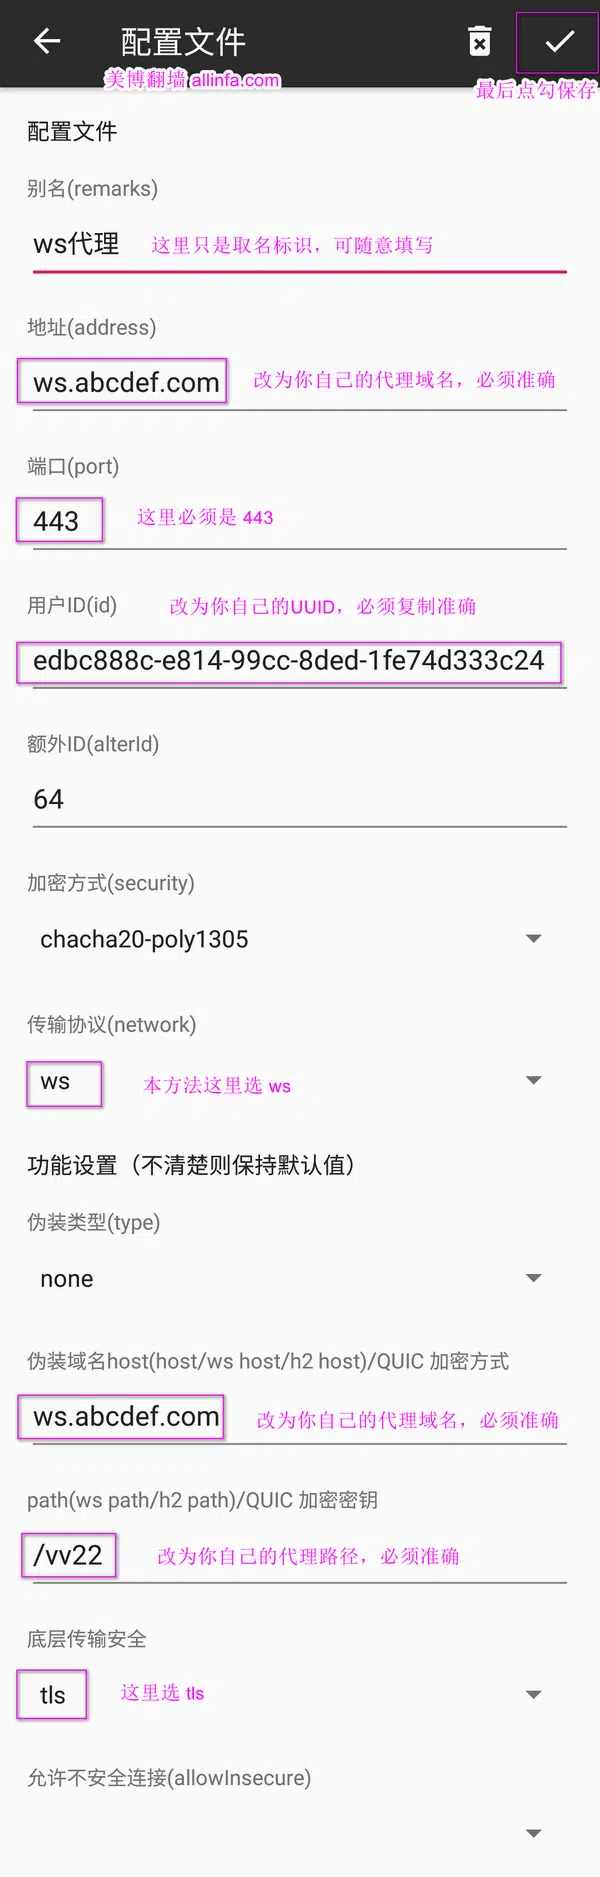 配置文件
美博翻墙 allinfa.com
最后点勾保存
配置文件
别名(remarks)
ws代理 这里只是取名标识，可随意填写
地址(address)
ws.abcdef.com 改为你自己的代理域名，必须准确
端口(port)
443 这里必须是 443
用户ID(id) 改为你自己的UUID，必须复制准确
edbc888c-e814-99cc-8ded-1fe74d333c24
额外ID(alterId)
64
加密方式(security)
chacha20-poly1305
传输协议(network)
ws 本方法这里选 ws
功能设置（不清楚则保持默认值）
伪装类型(type)
none
伪装域名host(host/ws host/h2 host)/QUIC 加密方式
ws.abcdef.com 改为你自己的代理域名，必须准确
path(ws path/h2 path)/QUIC 加密密钥
/vv22 改为你自己的代理路径，必须准确
底层传输安全
tls 这里选 tls
允许不安全连接(allowInsecure)